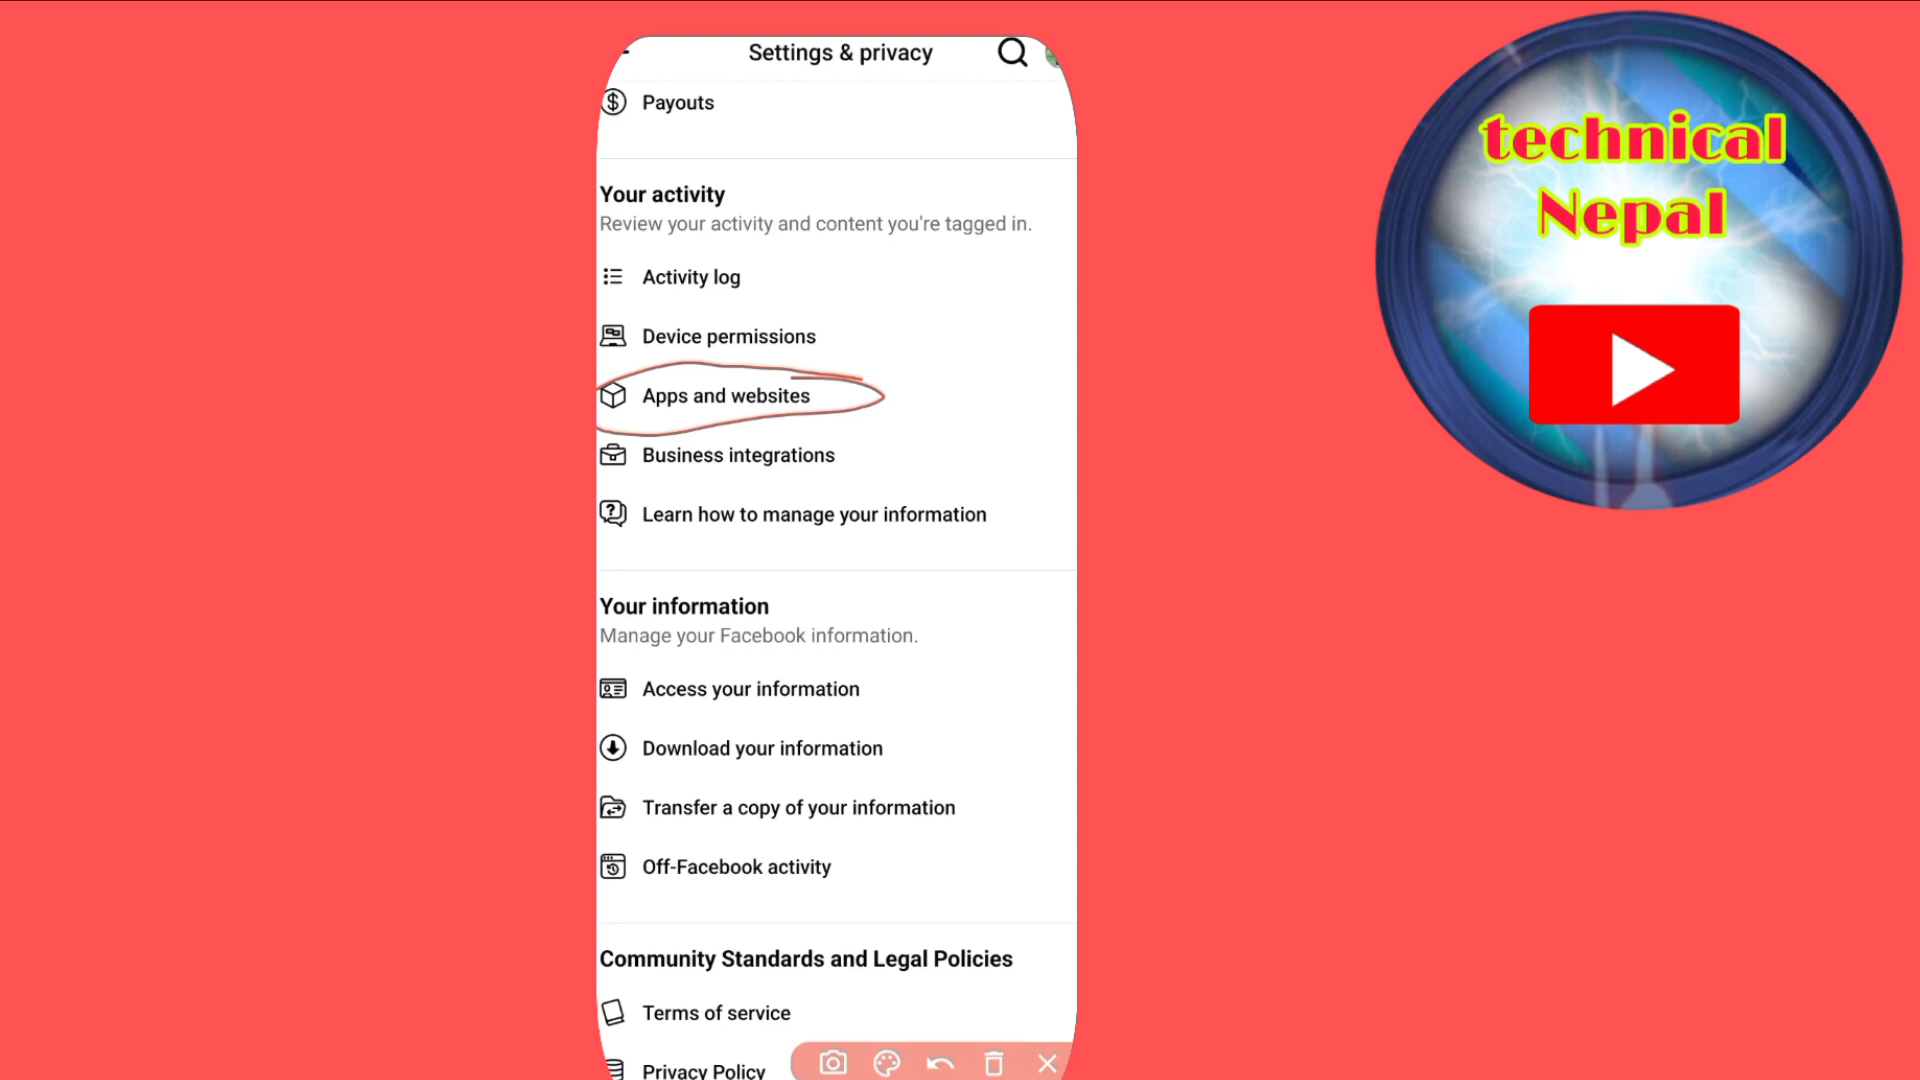 Settings & privacy
Payouts
Your activity
Review your activity and content you're tagged in.
Activity log
Device permissions
Apps and websites
Business integrations
Learn how to manage your information
Your information
Manage your Facebook information.
Access your information
Download your information
Transfer a copy of your information
Off-Facebook activity
Community Standards and Legal Policies
Terms of service
Privacy Policy
technical
Nepal